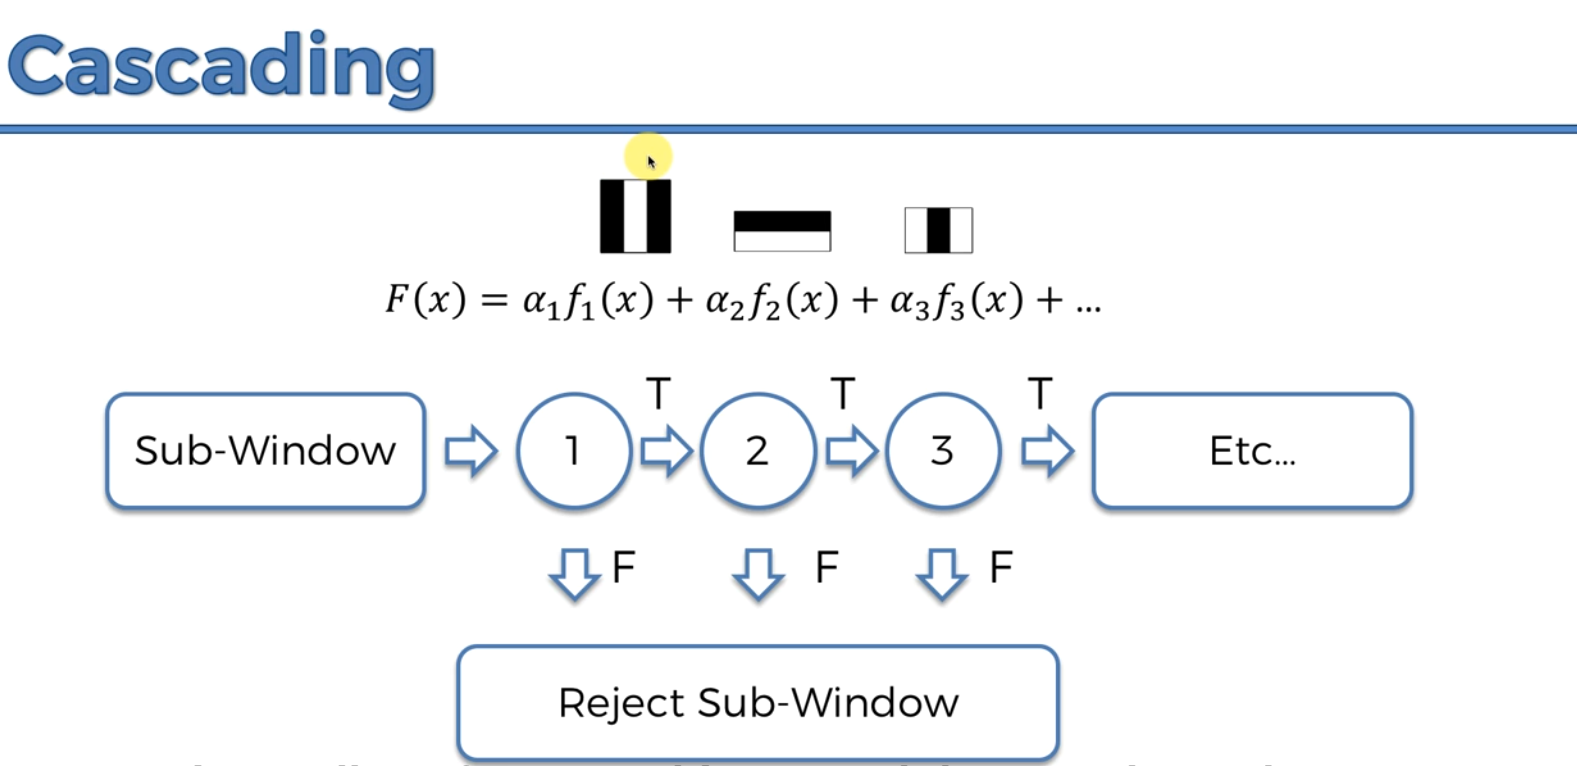 Cascading
F(x) = α₁f₁(x) + α₂f₂(x) + α₃f₃(x) + ...
T T T
Sub-Window 1 2 3 Etc...
F F F
Reject Sub-Window